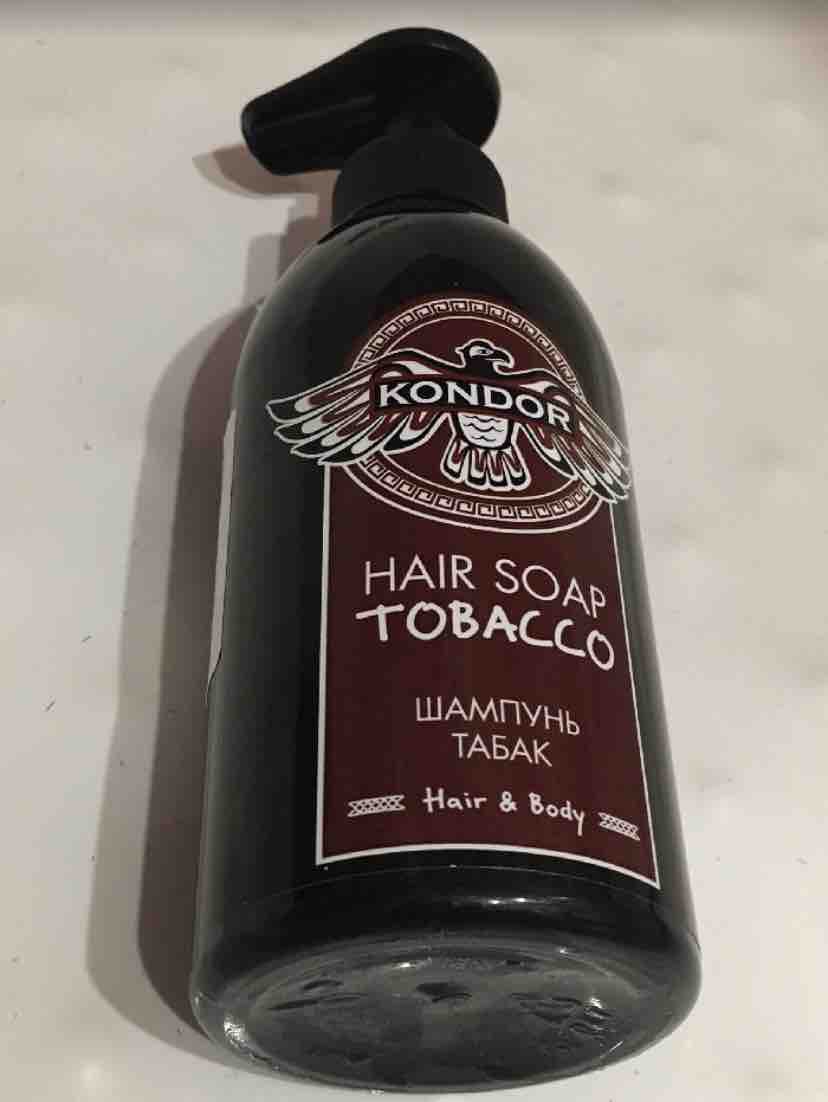 KONDOR
HAIR SOAP
TOBACCO
ШАМПУНЬ
ТАБАК
Hair & Body